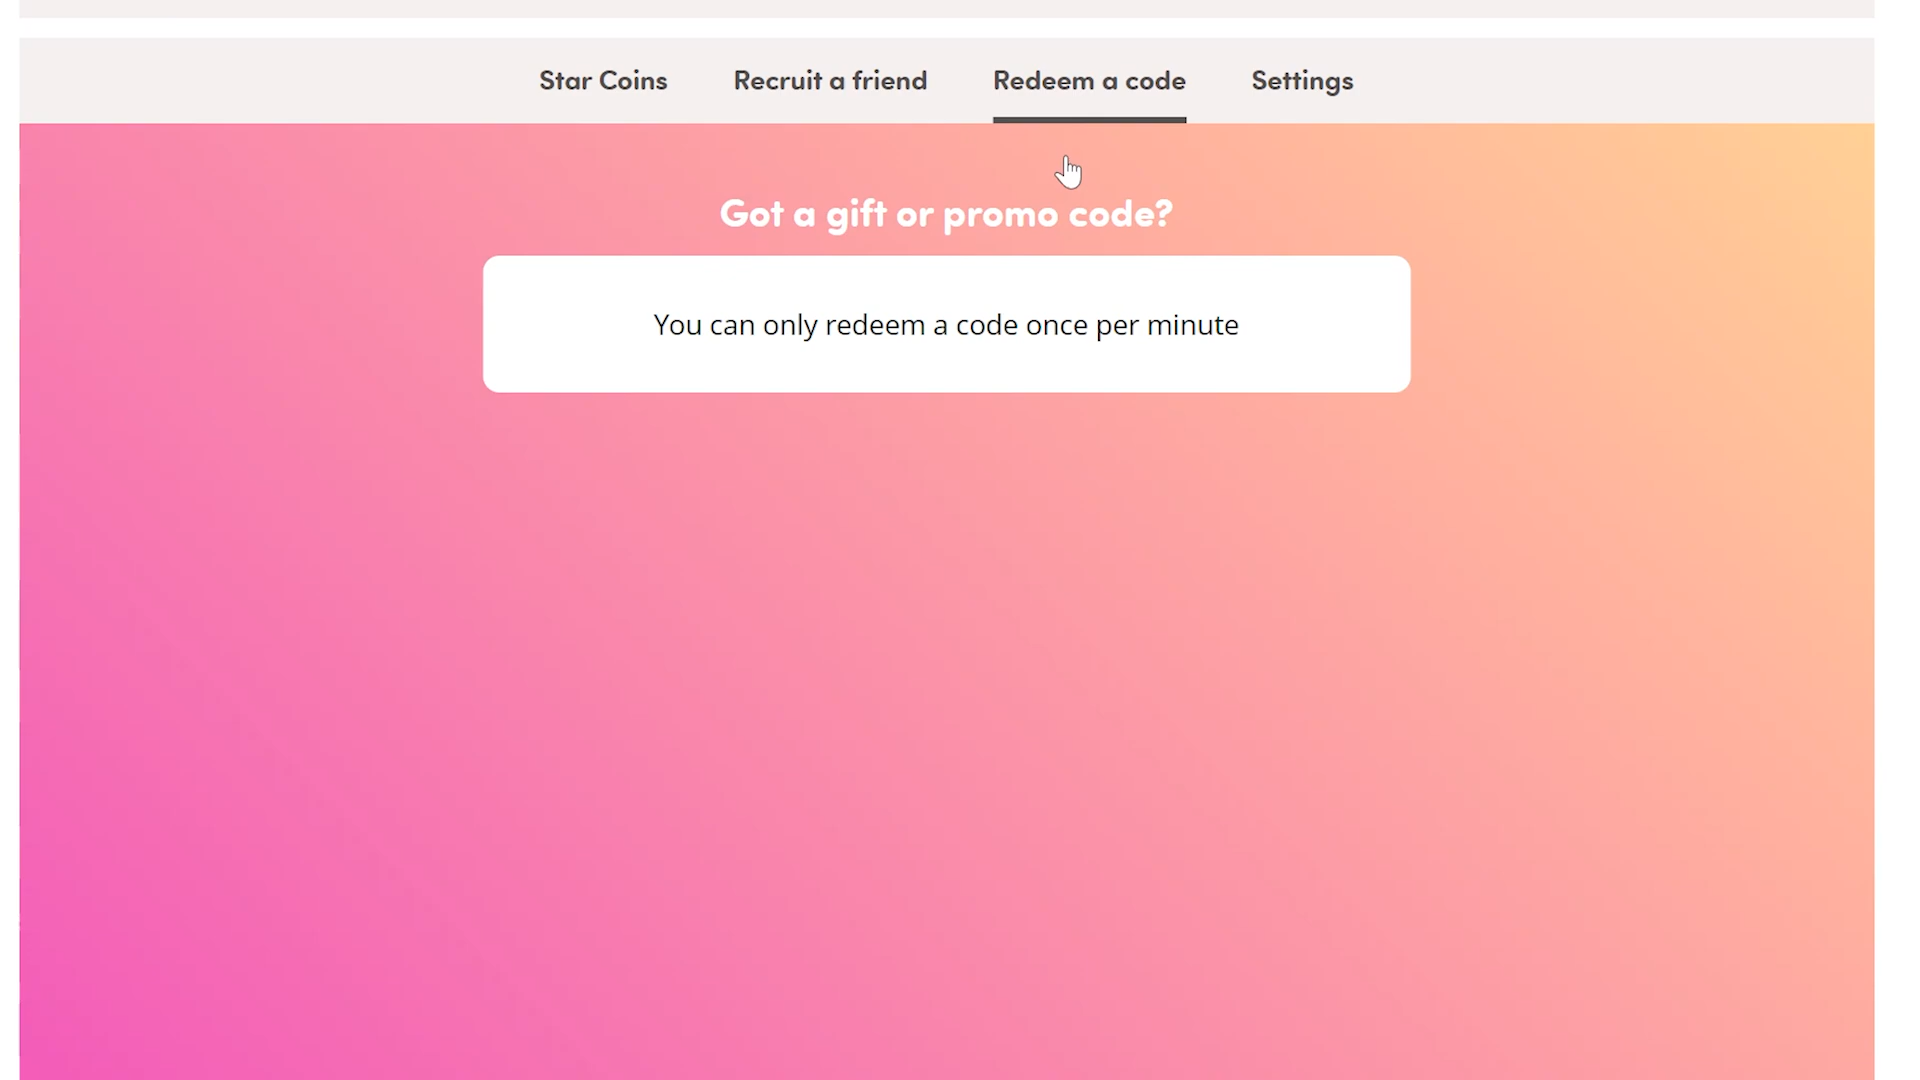 Star Coins Recruit a friend Redeem a code Settings
Got a gift or promo code?
You can only redeem a code once per minute